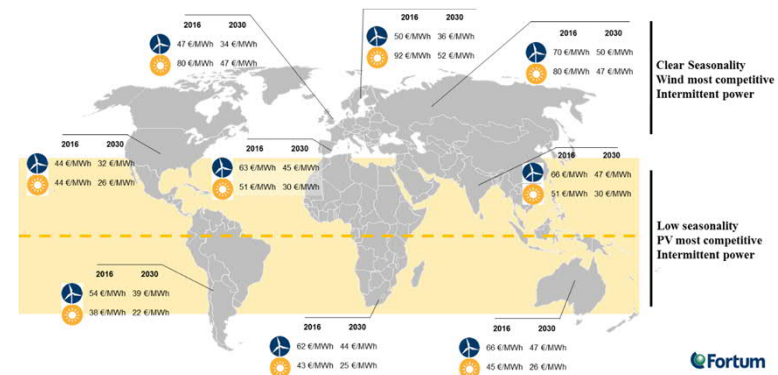 2016 2030
47 €/MWh 34 €/MWh
80 €/MWh 47 €/MWh
2016 2030
50 €/MWh 36 €/MWh
92 €/MWh 52 €/MWh
2016 2030
70 €/MWh 50 €/MWh
80 €/MWh 47 €/MWh
Clear Seasonality
Wind most competitive
Intermittent power
2016 2030
44 €/MWh 32 €/MWh
44 €/MWh 26 €/MWh
2016 2030
63 €/MWh 45 €/MWh
51 €/MWh 30 €/MWh
2016 2030
66 €/MWh 47 €/MWh
51 €/MWh 30 €/MWh
Low seasonality
PV most competitive
Intermittent power
2016 2030
54 €/MWh 39 €/MWh
38 €/MWh 22 €/MWh
2016 2030
62 €/MWh 44 €/MWh
43 €/MWh 25 €/MWh
2016 2030
66 €/MWh 47 €/MWh
45 €/MWh 26 €/MWh
Fortum